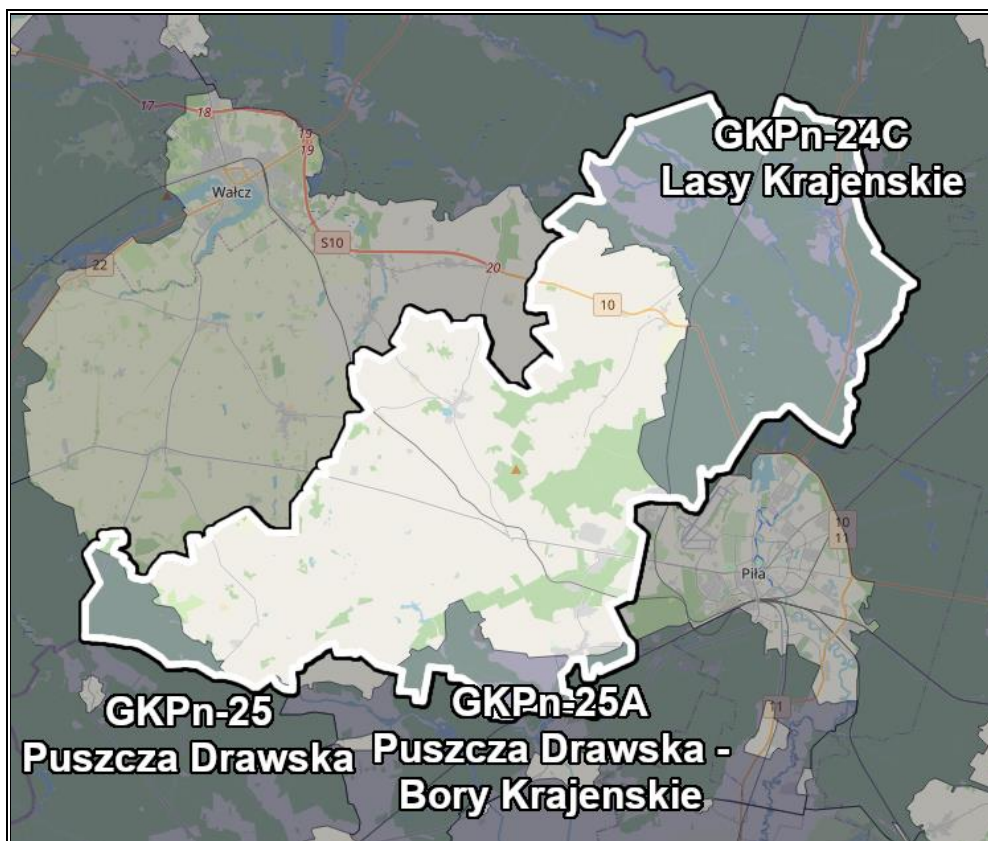 17
18
19
19
Wałcz
S10
22
20
10
GKPn-24C
Lasy Krajenskie
10
11
Piła
11
GKPn-25
Puszcza Drawska
GKPn-25A
Puszcza Drawska -
Bory Krajenskie